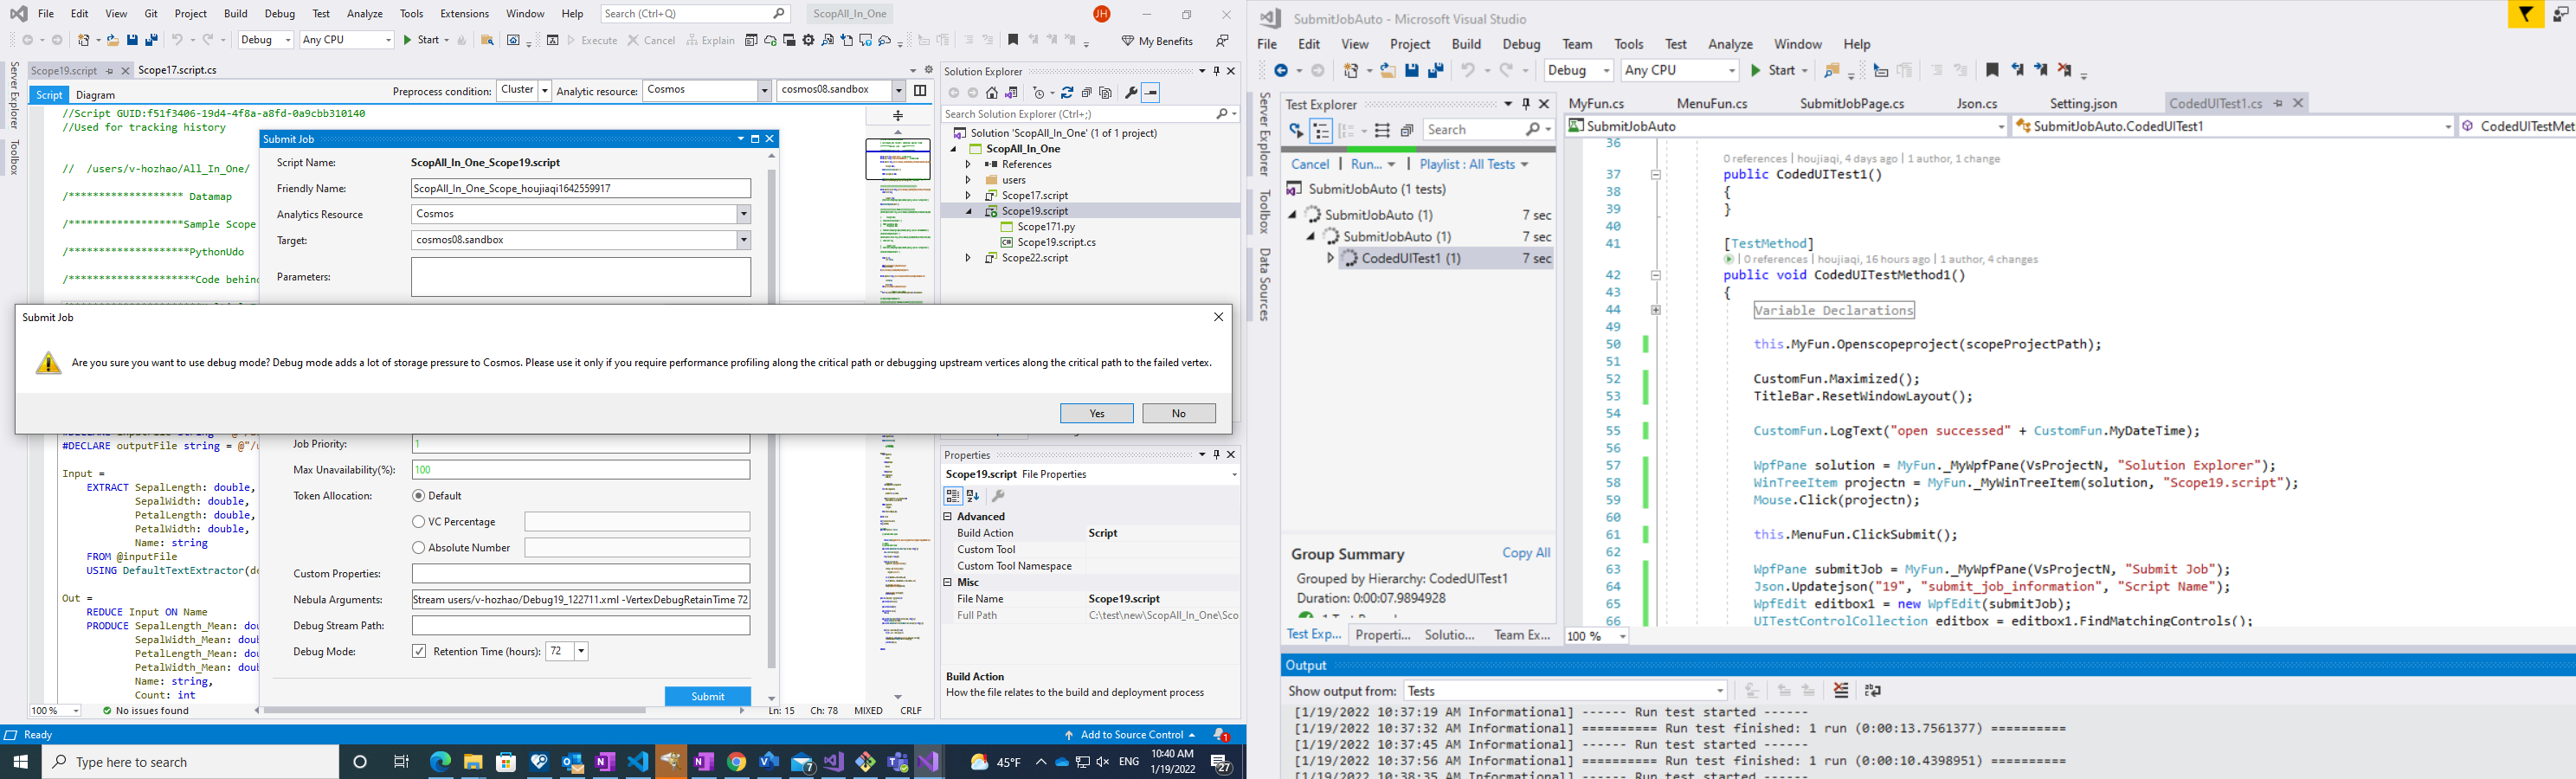 File Edit View Git Project Build Debug Test Analyze Tools Extensions Window Help Search (Ctrl+Q) ScopAll_In_One JH
Debug Any CPU Start Execute Cancel Explain My Benefits
Server Explorer
Toolbox
Scope19.script Scope17.script.cs
Script Diagram Preprocess condition: Cluster Analytic resource: Cosmos cosmos08.sandbox
//Script GUID:f51f3406-19d4-4f8a-a8fd-0a9cbb310140
//Used for tracking history
// /users/v-hozhao/All_In_One/
/******************* Datamap
/*******************Sample Scope
/********************PythonUdo
/*********************Code behind
Submit Job
Script Name: ScopAll_In_One_Scope19.script
Friendly Name: ScopAll_In_One_Scope_houjiaqi1642559917
Analytics Resource Cosmos
Target: cosmos08.sandbox
Parameters:
Submit Job
Are you sure you want to use debug mode? Debug mode adds a lot of storage pressure to Cosmos. Please use it only if you require performance profiling along the critical path or debugging upstream vertices along the critical path to the failed vertex.
Yes No
#DECLARE outputFile string = @"/u
Input =
EXTRACT SepalLength: double,
SepalWidth: double,
PetalLength: double,
PetalWidth: double,
Name: string
FROM @inputFile
USING DefaultTextExtractor(de
Out =
REDUCE Input ON Name
PRODUCE SepalLength_Mean: dou
SepalWidth_Mean: doub
PetalLength_Mean: dou
PetalWidth_Mean: doub
Name: string,
Count: int
Job Priority: 1
Max Unavailability(%): 100
Token Allocation: Default
VC Percentage
Absolute Number
Custom Properties:
Nebula Arguments: Stream users/v-hozhao/Debug19_122711.xml -VertexDebugRetainTime 72
Debug Stream Path:
Debug Mode: Retention Time (hours): 72
Submit
100 % No issues found Ln: 15 Ch: 78 MIXED CRLF
Solution Explorer
Search Solution Explorer (Ctrl+;)
Solution 'ScopAll_In_One' (1 of 1 project)
ScopAll_In_One
References
users
Scope17.script
Scope19.script
Scope171.py
Scope19.script.cs
Scope22.script
Properties
Scope19.script File Properties
Advanced
Build Action Script
Custom Tool
Custom Tool Namespace
Misc
File Name Scope19.script
Full Path C:\test\new\ScopAll_In_One\Sco
Build Action
How the file relates to the build and deployment process
Ready Add to Source Control 1
Type here to search 7 45°F ENG 10:40 AM 1/19/2022 27
SubmitJobAuto - Microsoft Visual Studio
File Edit View Project Build Debug Team Tools Test Analyze Window Help
Debug Any CPU Start
Server Explorer
Toolbox
Data Sources
Test Explorer
Search
Cancel | Run... | Playlist : All Tests
SubmitJobAuto (1 tests)
SubmitJobAuto (1) 7 sec
SubmitJobAuto (1) 7 sec
CodedUITest1 (1) 7 sec
Group Summary Copy All
Grouped by Hierarchy: CodedUITest1
Duration: 0:00:07.9894928
Test Exp... Properti... Solutio... Team Ex...
MyFun.cs MenuFun.cs SubmitJobPage.cs Json.cs Setting.json CodedUITest1.cs
SubmitJobAuto SubmitJobAuto.CodedUITest1 CodedUITestMet
36
0 references | houjiaqi, 4 days ago | 1 author, 1 change
37 public CodedUITest1()
38 {
39 }
40
41 [TestMethod]
0 references | houjiaqi, 16 hours ago | 1 author, 4 changes
42 public void CodedUITestMethod1()
43 {
44 Variable Declarations
49
50 this.MyFun.Openscopeproject(scopeProjectPath);
51
52 CustomFun.Maximized();
53 TitleBar.ResetWindowLayout();
54
55 CustomFun.LogText("open successed" + CustomFun.MyDateTime);
56
57 WpfPane solution = MyFun._MyWpfPane(VsProjectN, "Solution Explorer");
58 WinTreeItem projectn = MyFun._MyWinTreeItem(solution, "Scope19.script");
59 Mouse.Click(projectn);
60
61 this.MenuFun.ClickSubmit();
62
63 WpfPane submitJob = MyFun._MyWpfPane(VsProjectN, "Submit Job");
64 Json.Updatejson("19", "submit_job_information", "Script Name");
65 WpfEdit editbox1 = new WpfEdit(submitJob);
66 UITestControlCollection editbox = editbox1.FindMatchingControls();
100 %
Output
Show output from: Tests
[1/19/2022 10:37:19 AM Informational] ------ Run test started ------
[1/19/2022 10:37:32 AM Informational] ========== Run test finished: 1 run (0:00:13.7561377) ==========
[1/19/2022 10:37:45 AM Informational] ------ Run test started ------
[1/19/2022 10:37:56 AM Informational] ========== Run test finished: 1 run (0:00:10.4398951) ==========
[1/19/2022 10:38:35 AM Informational] ------ Run test started ------